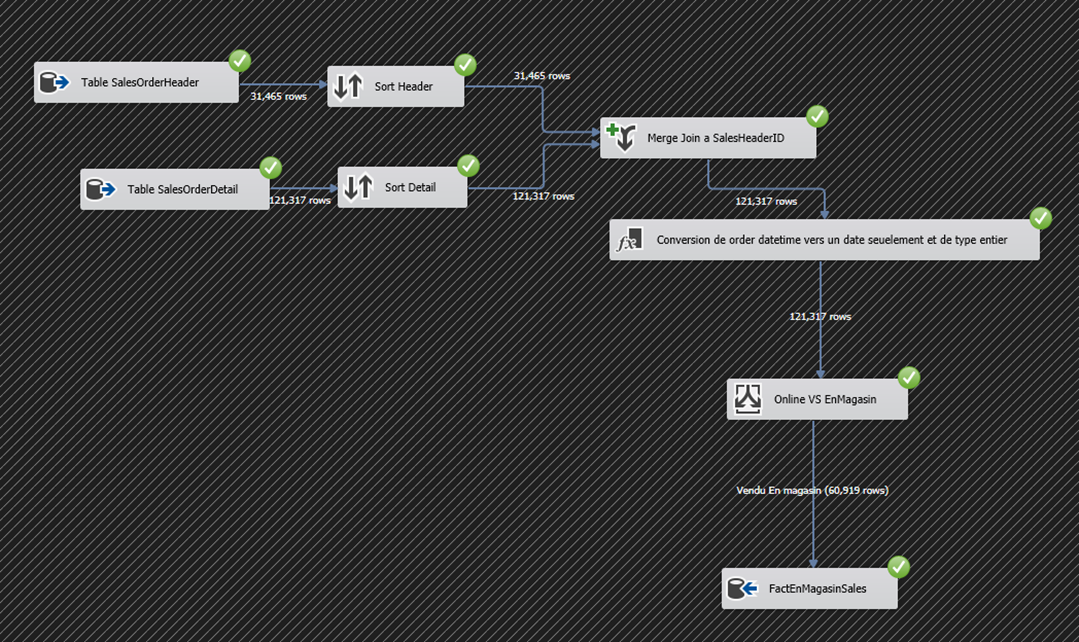 Table SalesOrderHeader
31,465 rows
Sort Header
31,465 rows
Merge Join a SalesHeaderID
Table SalesOrderDetail
121,317 rows
Sort Detail
121,317 rows
121,317 rows
fx
Conversion de order datetime vers un date seuelement et de type entier
121,317 rows
Online VS EnMagasin
Vendu En magasin (60,919 rows)
FactEnMagasinSales